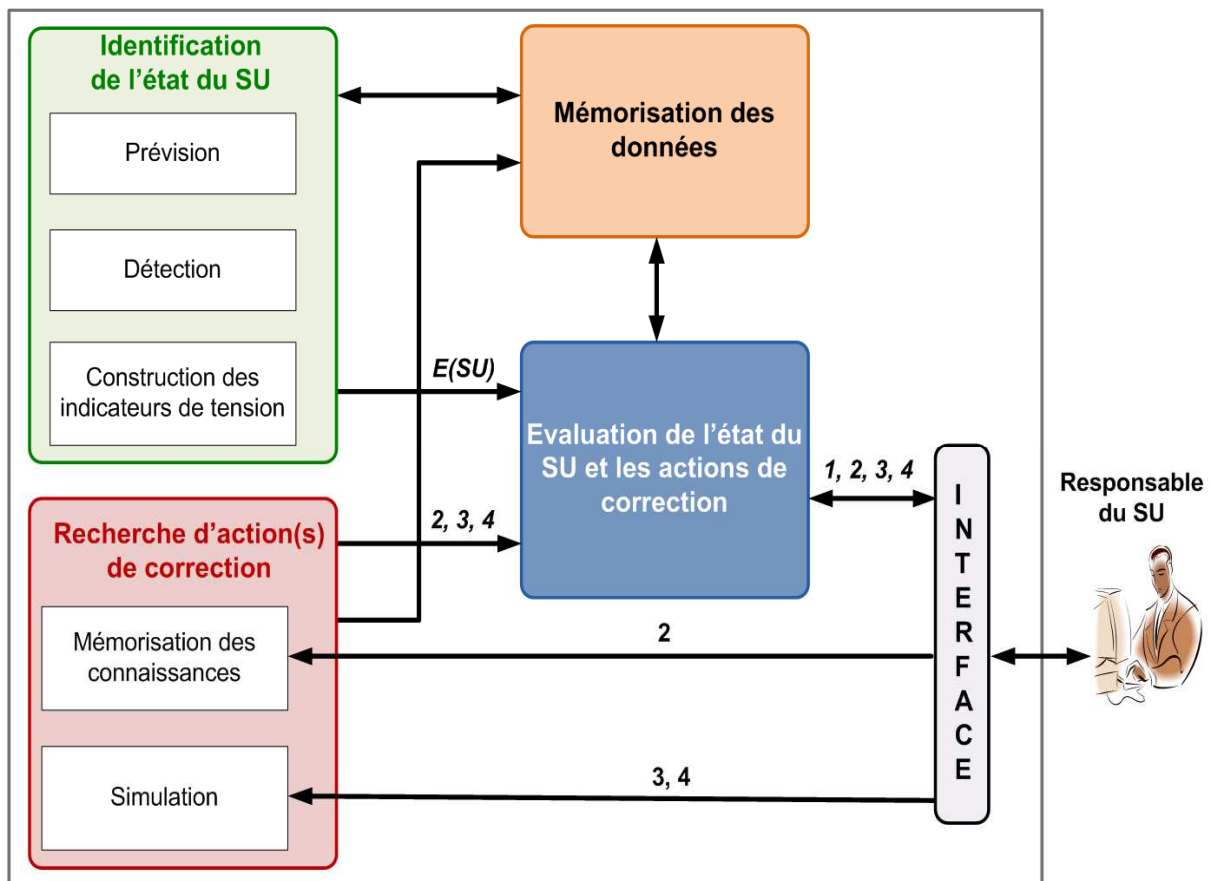 Identification
de l'état du SU
Prévision
Détection
Construction des
indicateurs de tension
Mémorisation des
données
E(SU)
Evaluation de l'état du
SU et les actions de
correction
1, 2, 3, 4
INTERFACE
Responsable
du SU
Recherche d'action(s)
de correction
2, 3, 4
Mémorisation des
connaissances
2
Simulation
3, 4